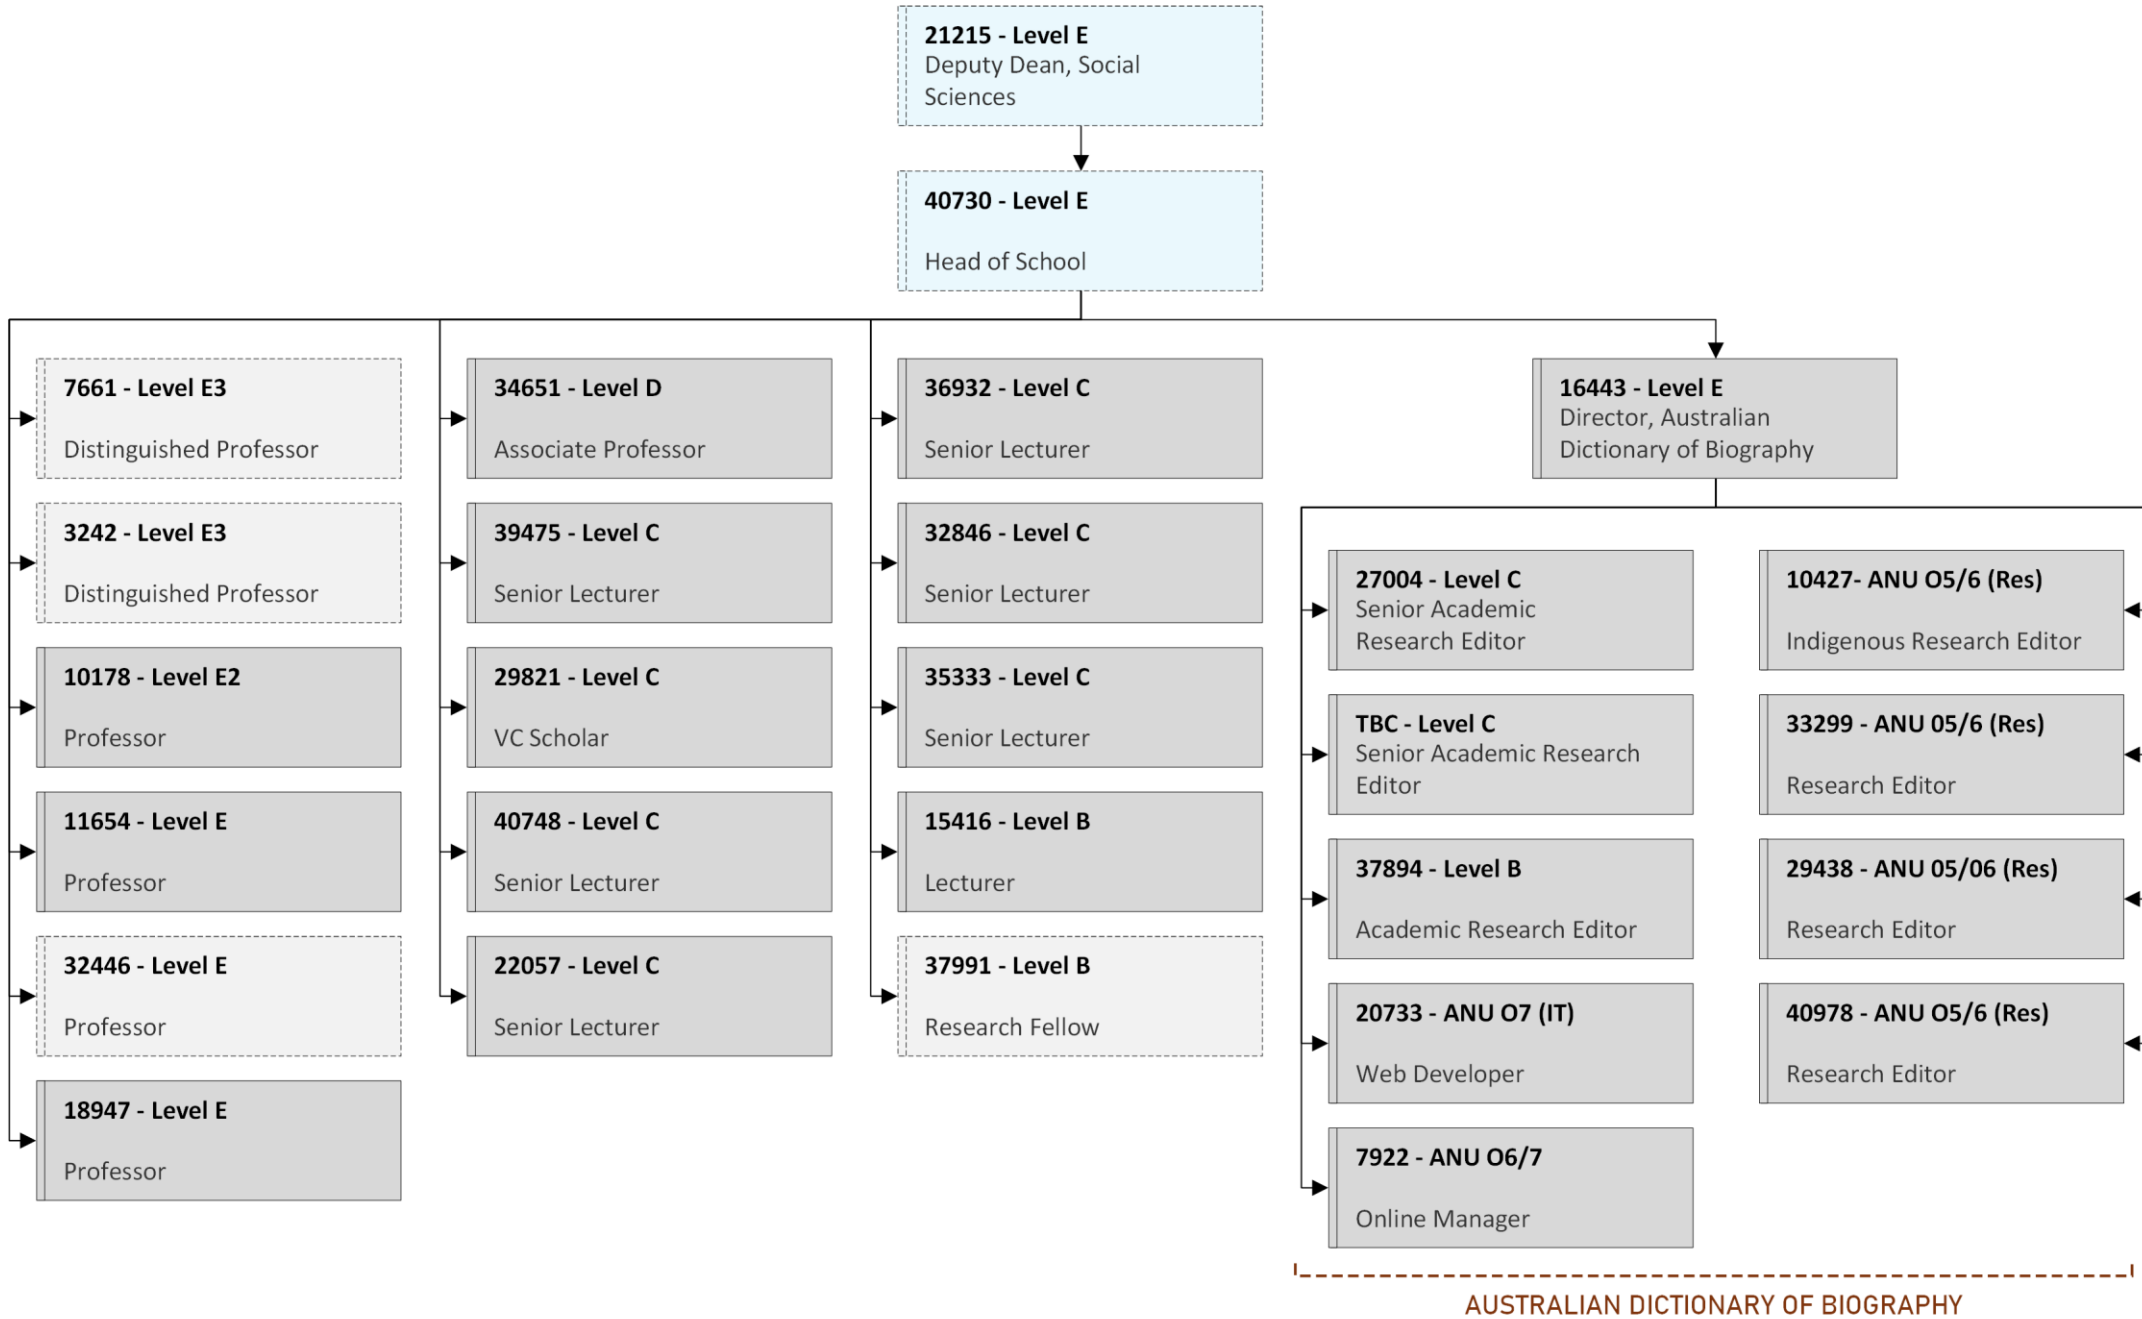 21215 - Level E
Deputy Dean, Social
Sciences
40730 - Level E
Head of School
7661 - Level E3
Distinguished Professor
3242 - Level E3
Distinguished Professor
10178 - Level E2
Professor
11654 - Level E
Professor
32446 - Level E
Professor
18947 - Level E
Professor
34651 - Level D
Associate Professor
39475 - Level C
Senior Lecturer
29821 - Level C
VC Scholar
40748 - Level C
Senior Lecturer
22057 - Level C
Senior Lecturer
36932 - Level C
Senior Lecturer
32846 - Level C
Senior Lecturer
35333 - Level C
Senior Lecturer
15416 - Level B
Lecturer
37991 - Level B
Research Fellow
16443 - Level E
Director, Australian
Dictionary of Biography
27004 - Level C
Senior Academic
Research Editor
TBC - Level C
Senior Academic Research
Editor
37894 - Level B
Academic Research Editor
20733 - ANU O7 (IT)
Web Developer
7922 - ANU O6/7
Online Manager
10427- ANU O5/6 (Res)
Indigenous Research Editor
33299 - ANU 05/6 (Res)
Research Editor
29438 - ANU 05/06 (Res)
Research Editor
40978 - ANU O5/6 (Res)
Research Editor
AUSTRALIAN DICTIONARY OF BIOGRAPHY